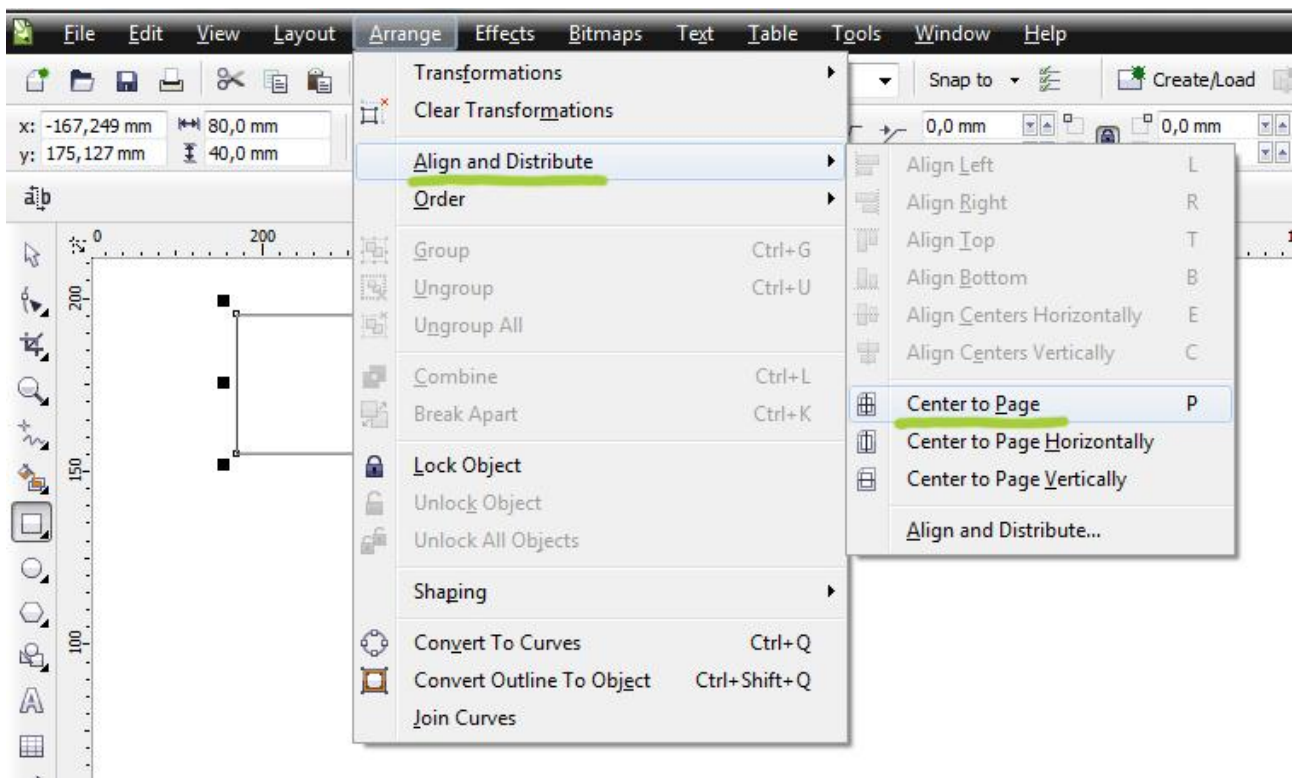 File Edit View Layout Arrange Effects Bitmaps Text Table Tools Window Help
Snap to Create/Load
x: -167,249 mm 80,0 mm
y: 175,127 mm 40,0 mm
0,0 mm 0,0 mm
ab
0 200
200
150
100
Transformations
Clear Transformations
Align and Distribute
Order
Group Ctrl+G
Ungroup Ctrl+U
Ungroup All
Combine Ctrl+L
Break Apart Ctrl+K
Lock Object
Unlock Object
Unlock All Objects
Shaping
Convert To Curves Ctrl+Q
Convert Outline To Object Ctrl+Shift+Q
Join Curves
Align Left L
Align Right R
Align Top T
Align Bottom B
Align Centers Horizontally E
Align Centers Vertically C
Center to Page P
Center to Page Horizontally
Center to Page Vertically
Align and Distribute...